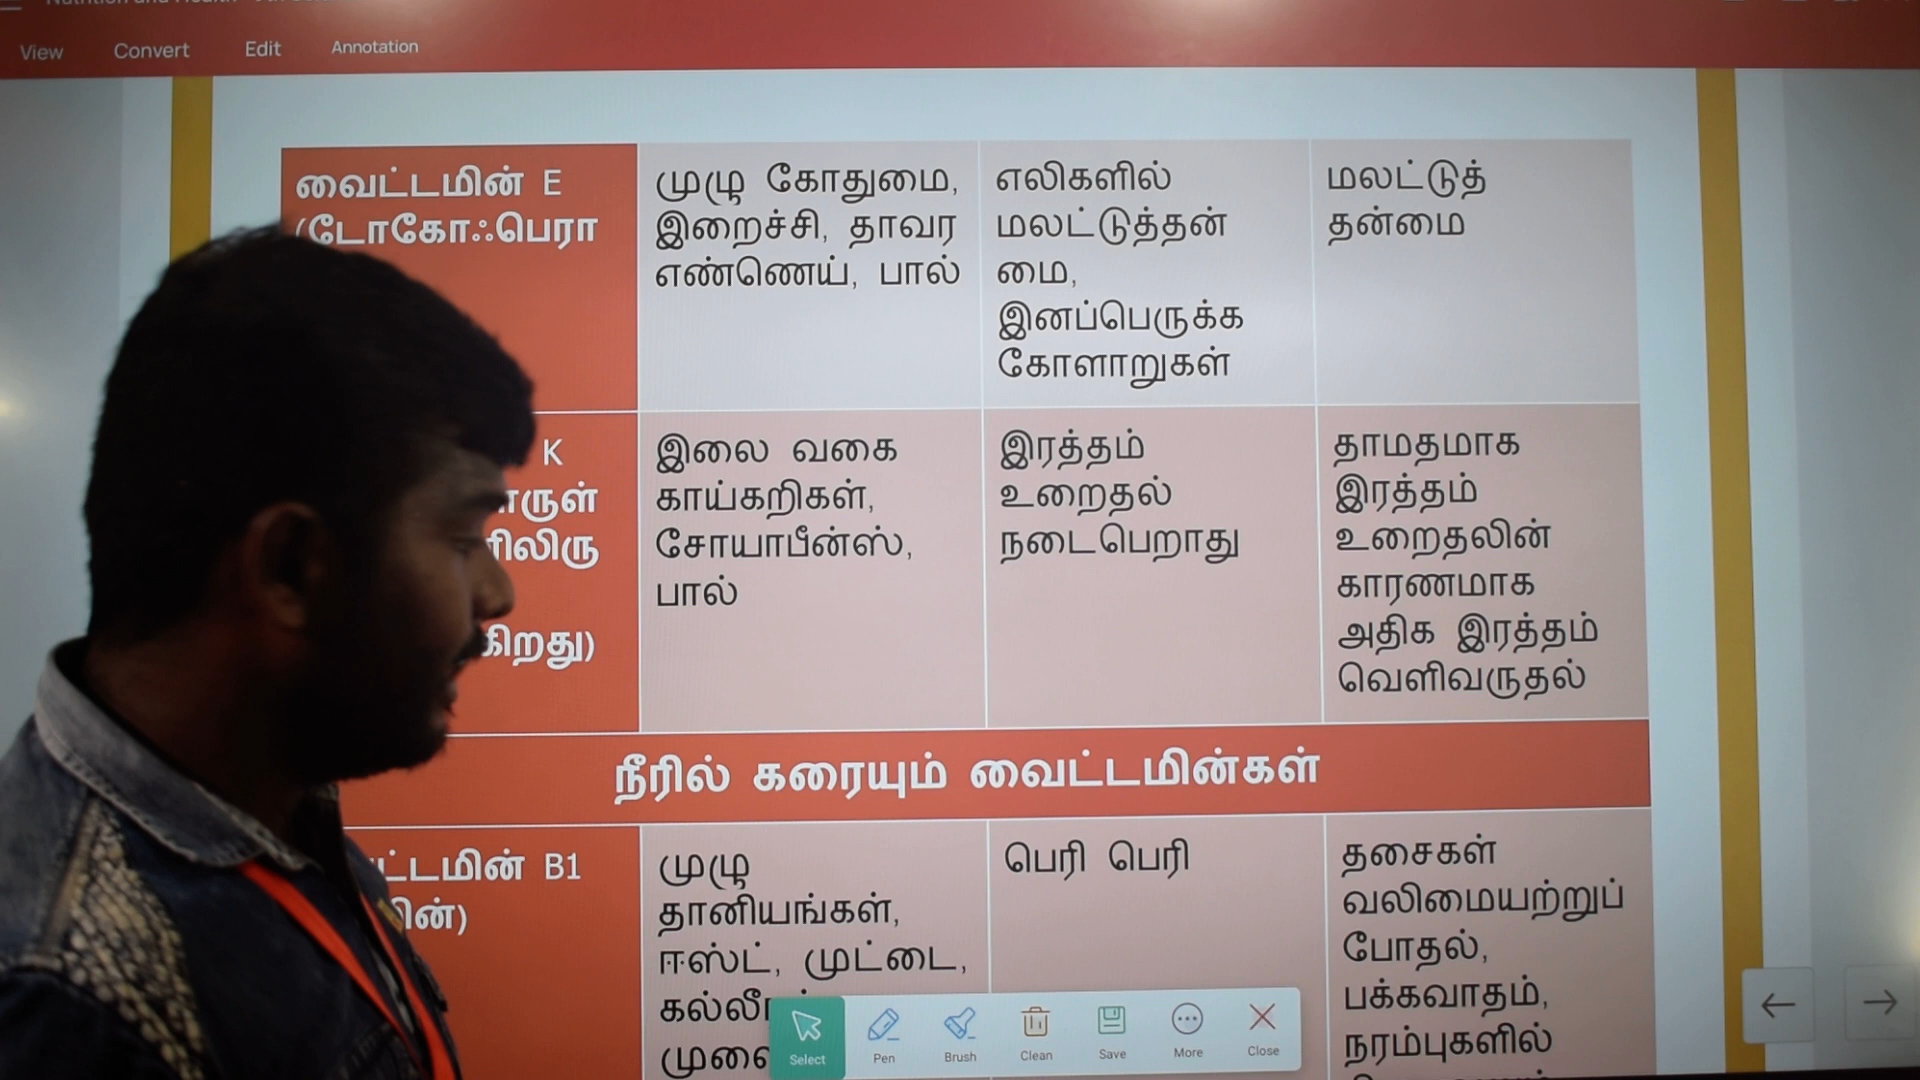 View Convert Edit Annotation
வைட்டமின் E
(டோகோஃபெரா
முழு கோதுமை,
இறைச்சி, தாவர
எண்ணெய், பால்
எலிகளில்
மலட்டுத்தன்
மை,
இனப்பெருக்க
கோளாறுகள்
மலட்டுத்
தன்மை
K
இலை வகை
காய்கறிகள்,
சோயாபீன்ஸ்,
பால்
இரத்தம்
உறைதல்
நடைபெறாது
தாமதமாக
இரத்தம்
உறைதலின்
காரணமாக
அதிக இரத்தம்
வெளிவருதல்
நீரில் கரையும் வைட்டமின்கள்
B1
முழு
தானியங்கள்,
ஈஸ்ட், முட்டை,
பெரி பெரி
தசைகள்
வலிமையற்றுப்
போதல்,
பக்கவாதம்,
நரம்புகளில்
Select Pen Brush Clean Save More Close